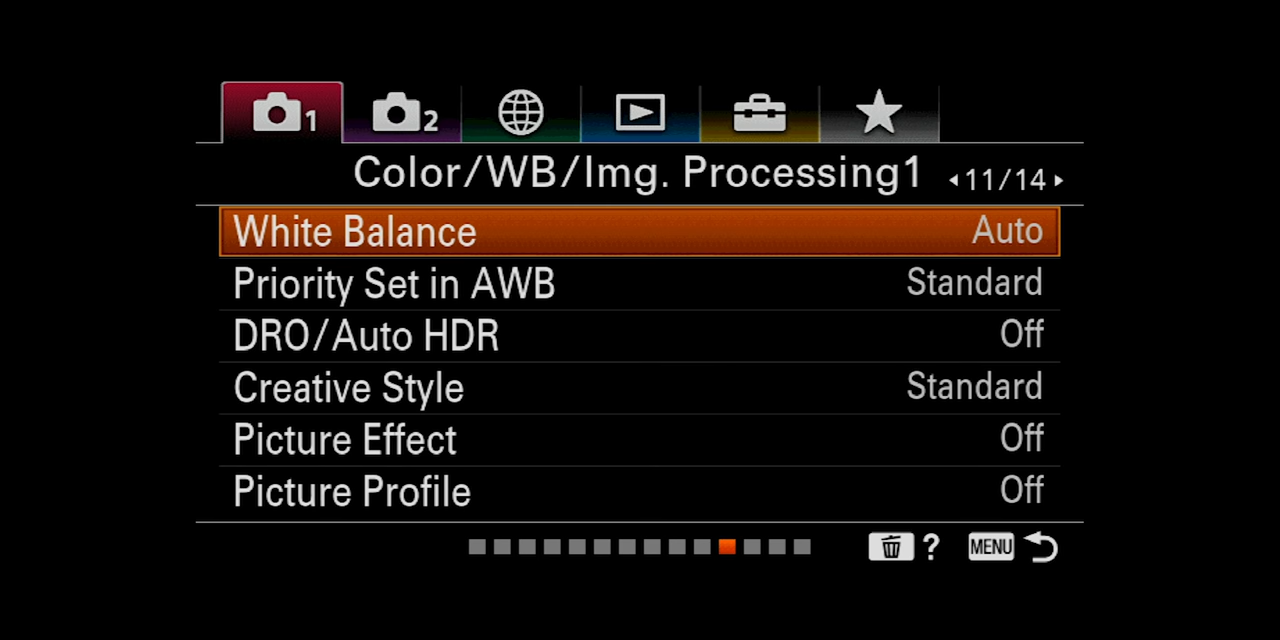 1 2
Color/WB/Img. Processing1 11/14
White Balance Auto
Priority Set in AWB Standard
DRO/Auto HDR Off
Creative Style Standard
Picture Effect Off
Picture Profile Off
? MENU